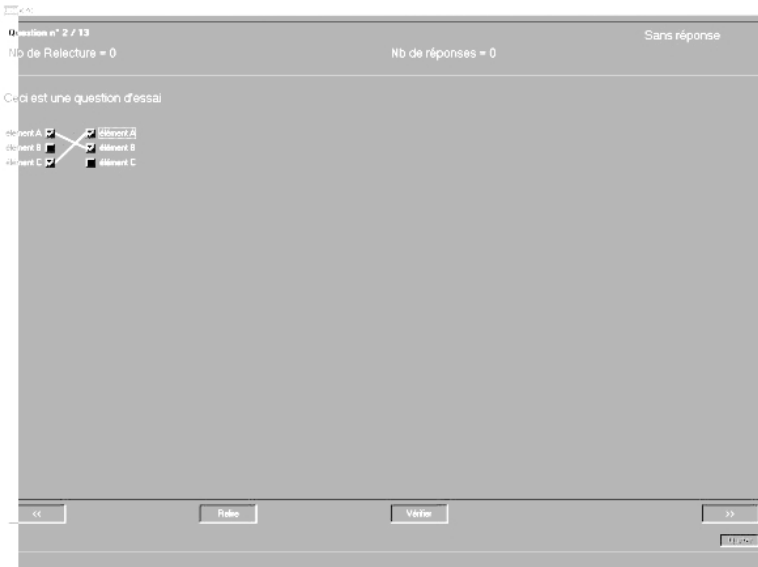 Question n° 2 / 13
Sans réponse
Nb de Relecture = 0
Nb de réponses = 0
Ceci est une question d'essai
élément A élément A
élément B élément B
élément C élément C
<< Relire Vérifier >>